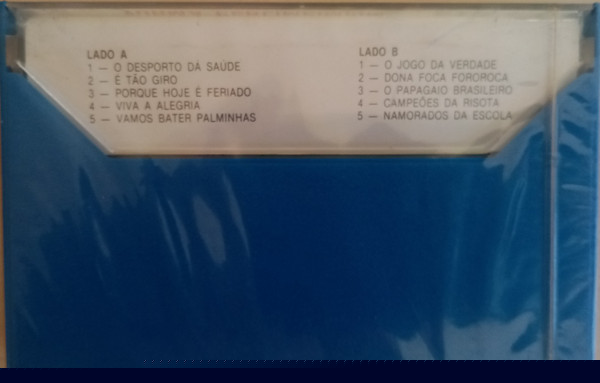 LADO A
1 — O DESPORTO DÁ SAÚDE
2 — É TÃO GIRO
3 — PORQUE HOJE É FERIADO
4 — VIVA A ALEGRIA
5 — VAMOS BATER PALMINHAS
LADO B
1 — O JOGO DA VERDADE
2 — DONA FOCA FOROROCA
3 — O PAPAGAIO BRASILEIRO
4 — CAMPEÕES DA RISOTA
5 — NAMORADOS DA ESCOLA